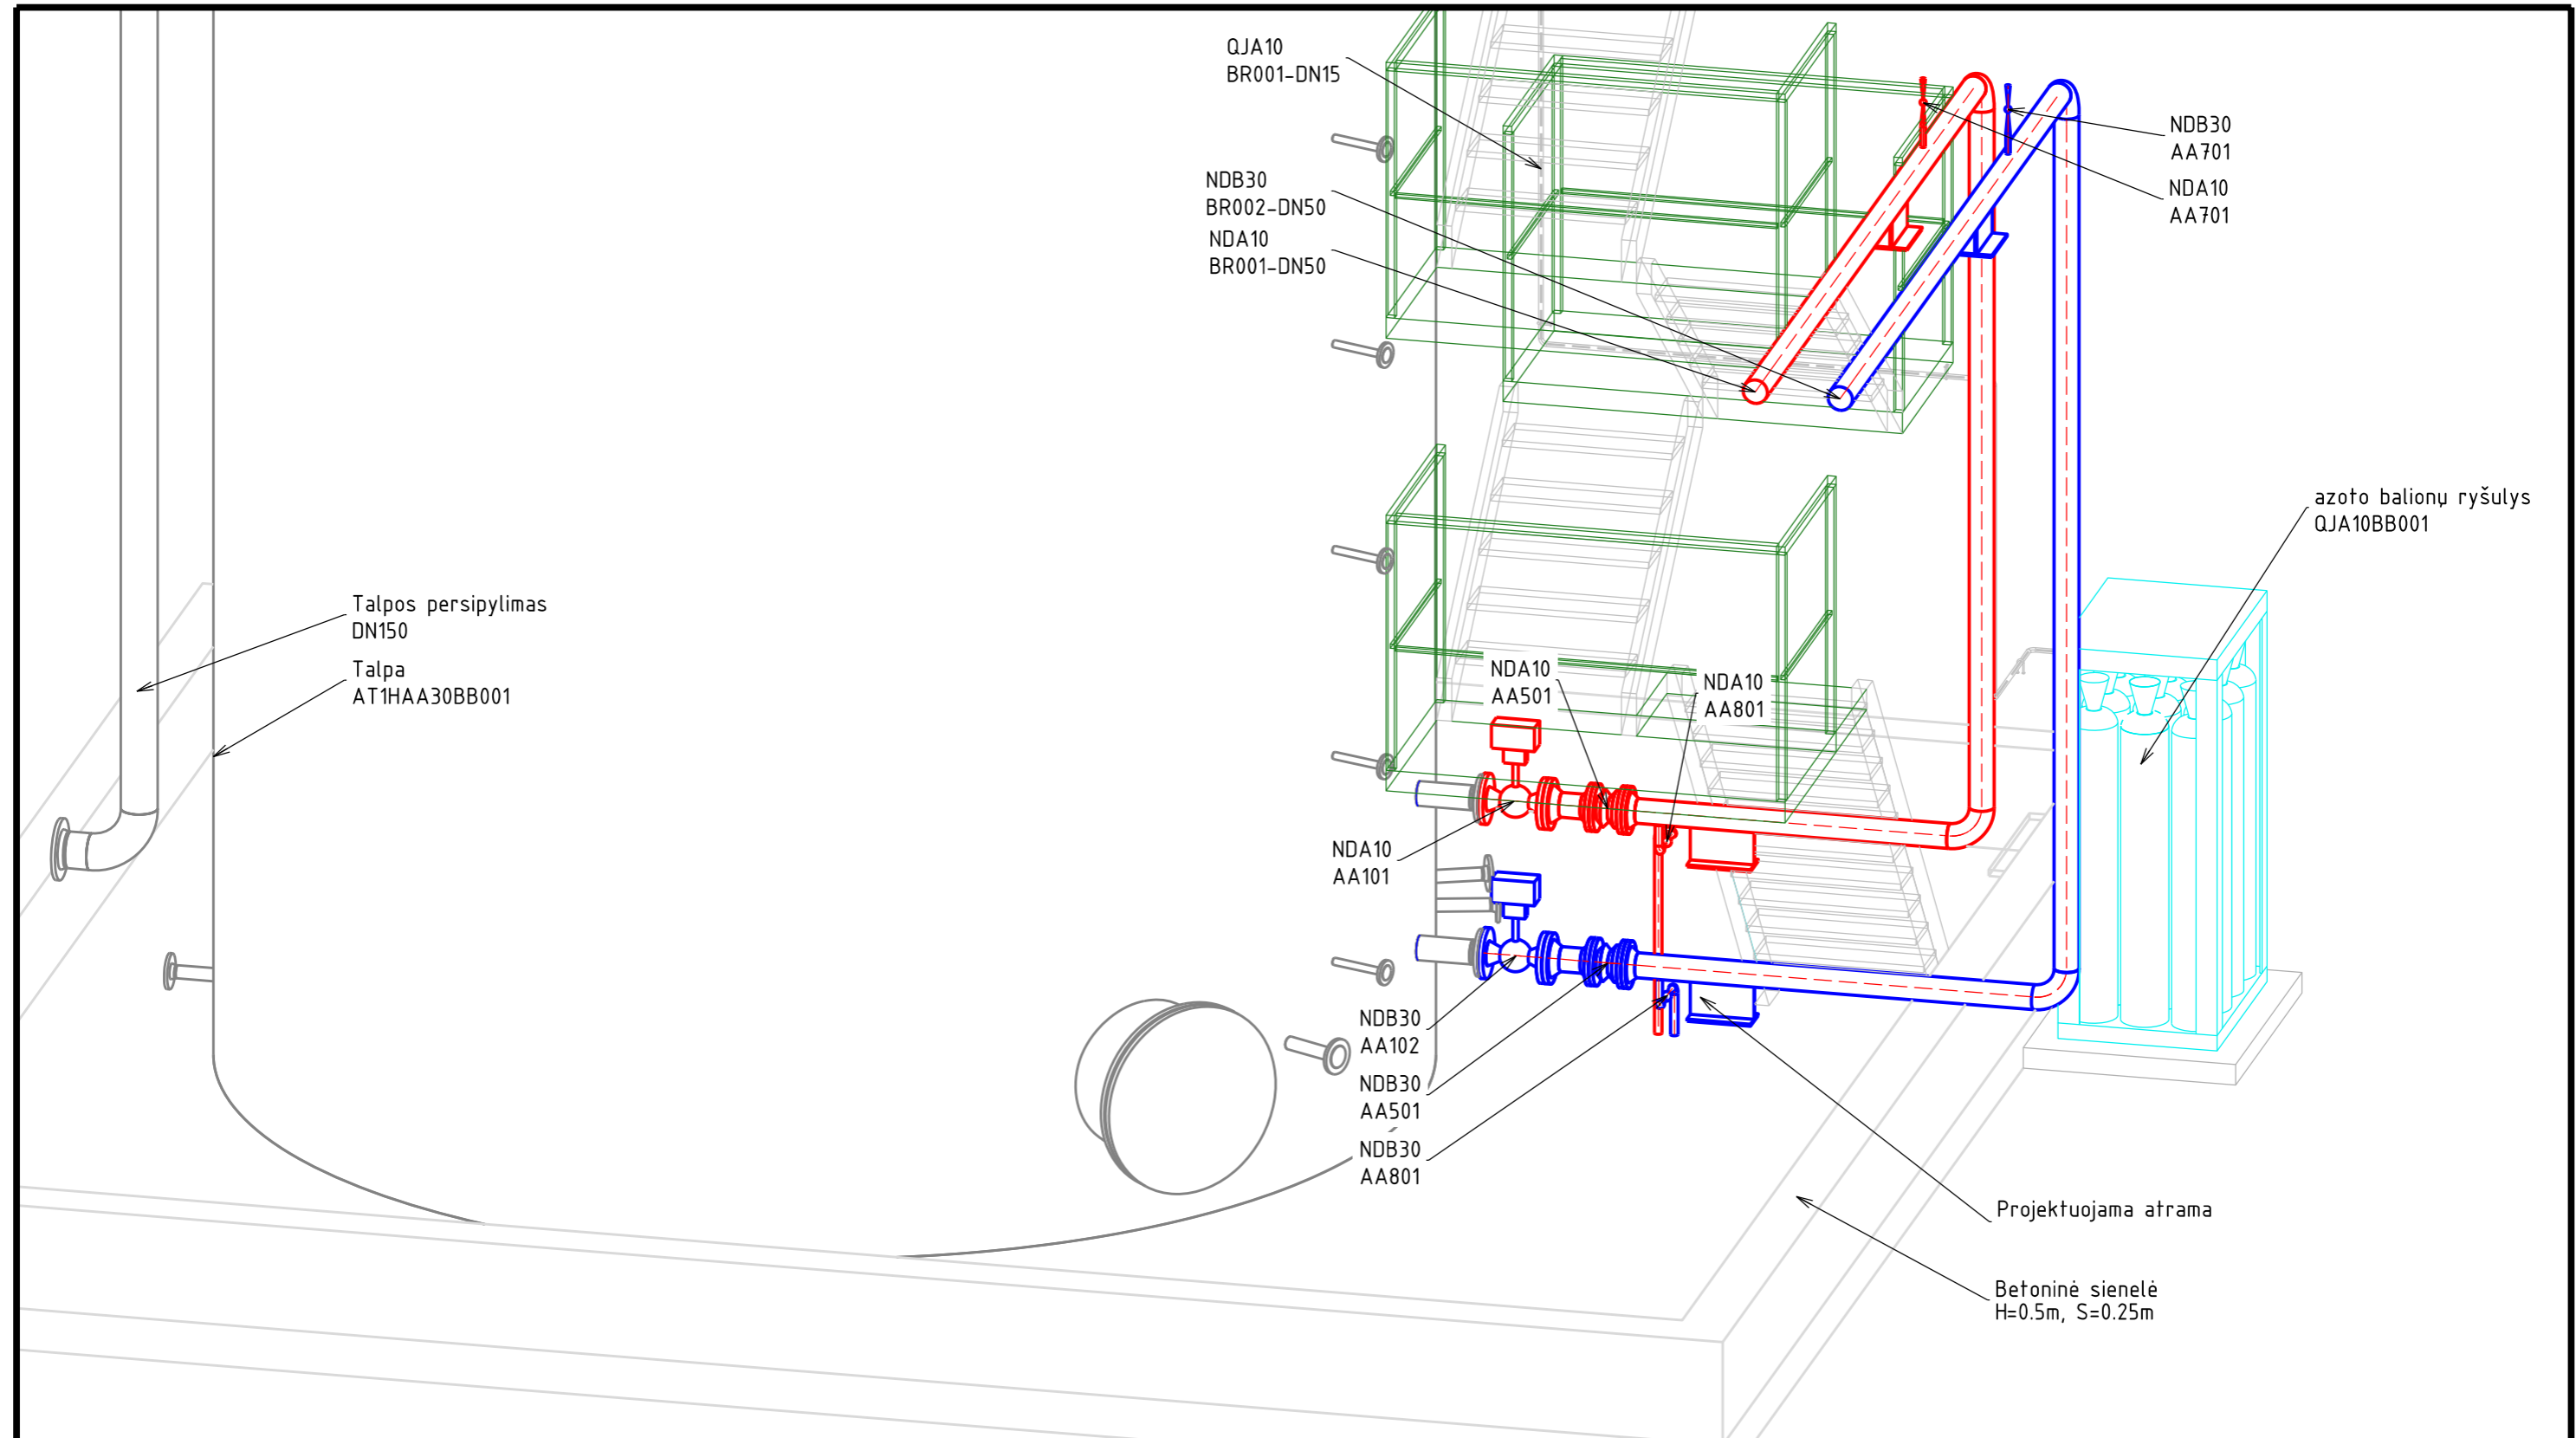 QJA10
BR001-DN15
NDB30
BR002-DN50
NDA10
BR001-DN50
NDB30
AA701
NDA10
AA701
azoto balionų ryšulys
QJA10BB001
Talpos persipylimas
DN150
Talpa
AT1HAA30BB001
NDA10
AA501
NDA10
AA801
NDA10
AA101
NDB30
AA102
NDB30
AA501
NDB30
AA801
Projektuojama atrama
Betoninė sienelė
H=0.5m, S=0.25m